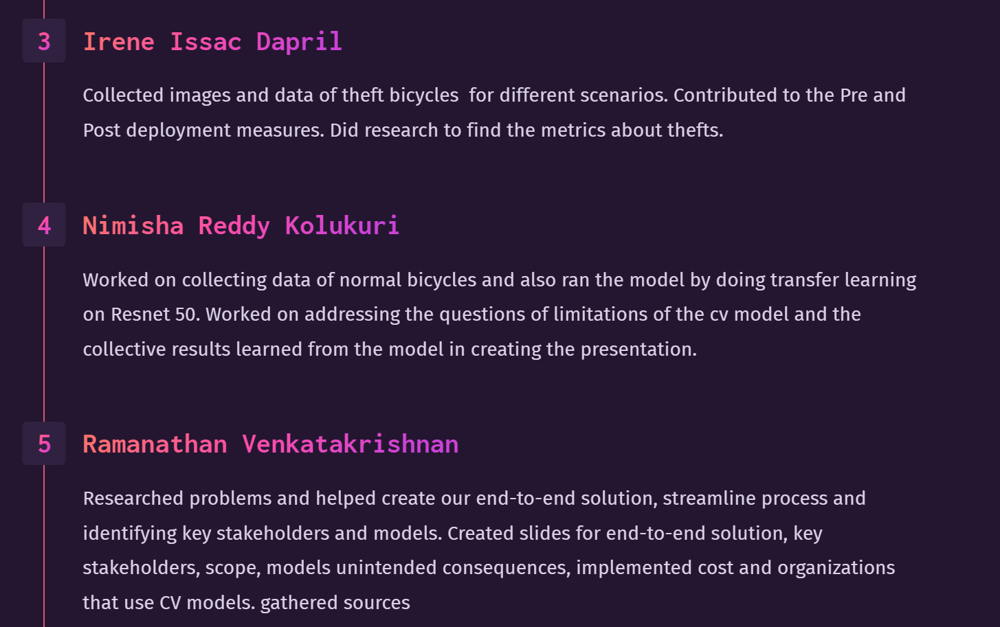 3 Irene Issac Dapril
Collected images and data of theft bicycles  for different scenarios. Contributed to the Pre and
Post deployment measures. Did research to find the metrics about thefts.
4 Nimisha Reddy Kolukuri
Worked on collecting data of normal bicycles and also ran the model by doing transfer learning
on Resnet 50. Worked on addressing the questions of limitations of the cv model and the
collective results learned from the model in creating the presentation.
5 Ramanathan Venkatakrishnan
Researched problems and helped create our end-to-end solution, streamline process and
identifying key stakeholders and models. Created slides for end-to-end solution, key
stakeholders, scope, models unintended consequences, implemented cost and organizations
that use CV models. gathered sources